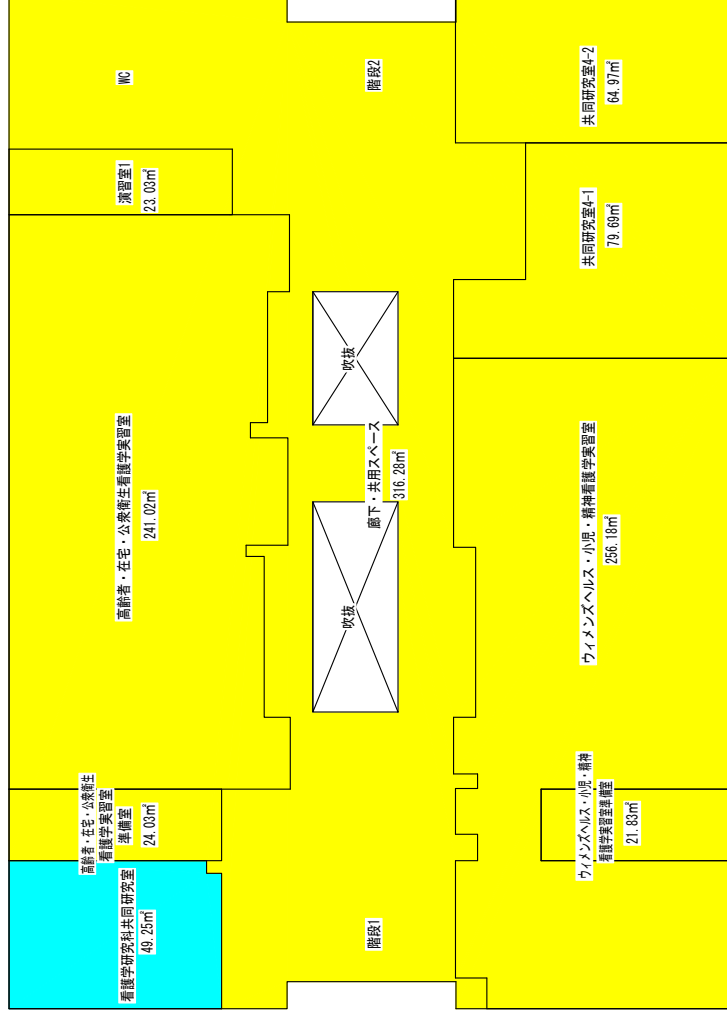 看護学研究科共同研究室
49.25㎡
高齢者・在宅・公衆衛生
看護学実習室
準備室
24.03㎡
高齢者・在宅・公衆衛生看護学実習室
241.02㎡
演習室1
23.03㎡
WC
階段1
吹抜
廊下・共用スペース
316.28㎡
吹抜
階段2
ウィメンズヘルス・小児・精神
看護学実習室準備室
21.83㎡
ウィメンズヘルス・小児・精神看護学実習室
256.18㎡
共同研究室4-1
79.69㎡
共同研究室4-2
64.97㎡